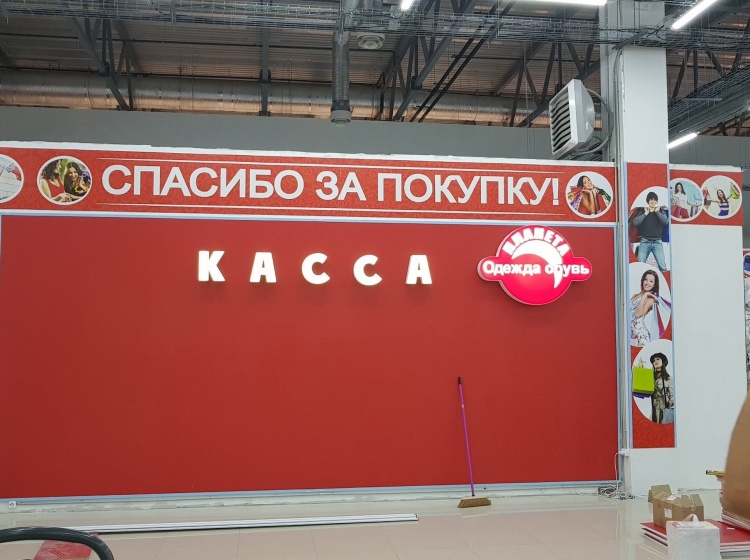 СПАСИБО ЗА ПОКУПКУ!
КАССА
ПЛАНЕТА
Одежда обувь